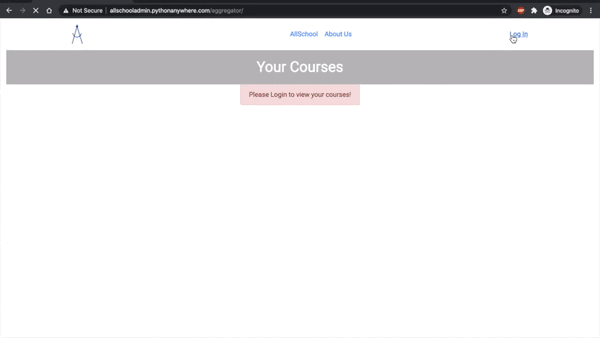 Not Secure allschooladmin.pythonanywhere.com/aggregator/ ABP Incognito
AllSchool About Us Log In
Your Courses
Please Login to view your courses!